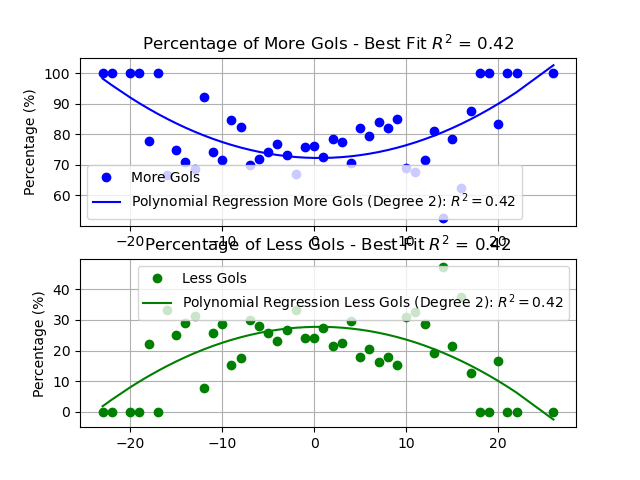 Percentage of More Gols - Best Fit R² = 0.42
100
90
80
70
60
Percentage (%)
More Gols
Polynomial Regression More Gols (Degree 2): R² = 0.42
−20 −10 0 10 20
Percentage of Less Gols - Best Fit R² = 0.42
40
30
20
10
0
Percentage (%)
Less Gols
Polynomial Regression Less Gols (Degree 2): R² = 0.42
−20 −10 0 10 20